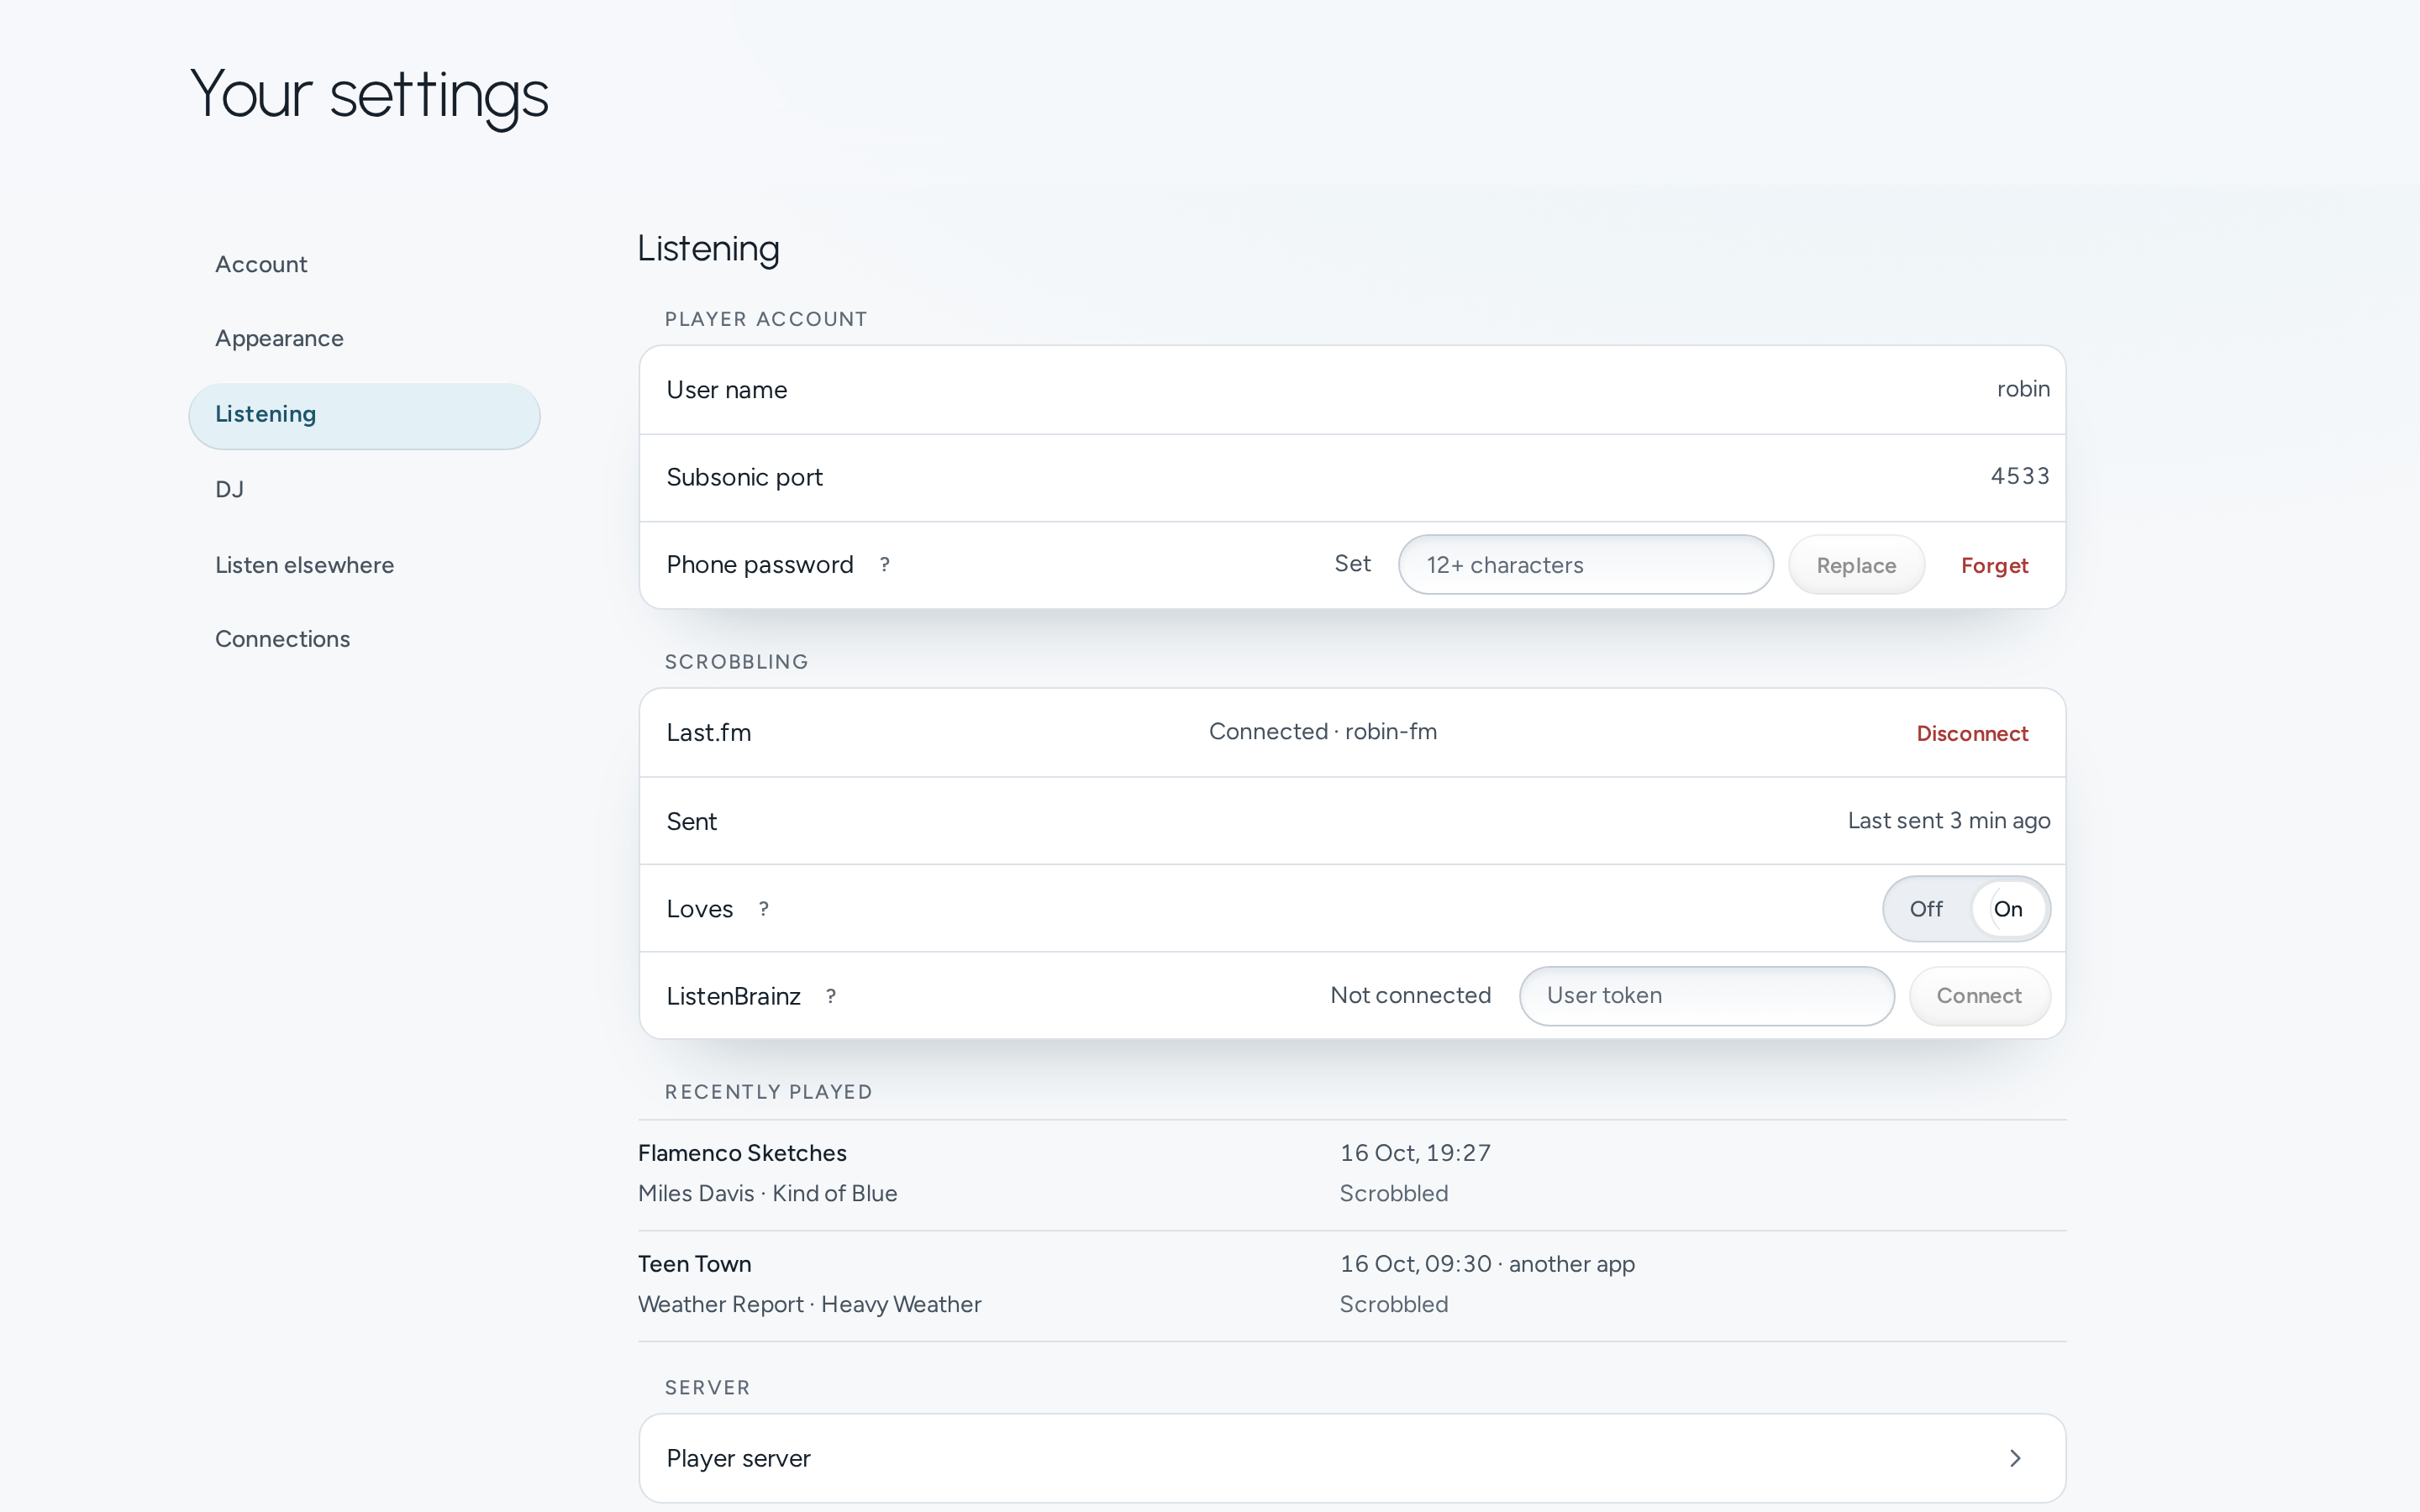 Your settings
Account
Appearance
Listening
DJ
Listen elsewhere
Connections
Listening
PLAYER ACCOUNT
User name robin
Subsonic port 4533
Phone password ? Set 12+ characters Replace Forget
SCROBBLING
Last.fm Connected · robin-fm Disconnect
Sent Last sent 3 min ago
Loves ? Off On
ListenBrainz ? Not connected User token Connect
RECENTLY PLAYED
Flamenco Sketches 16 Oct, 19:27
Miles Davis · Kind of Blue Scrobbled
Teen Town 16 Oct, 09:30 · another app
Weather Report · Heavy Weather Scrobbled
SERVER
Player server